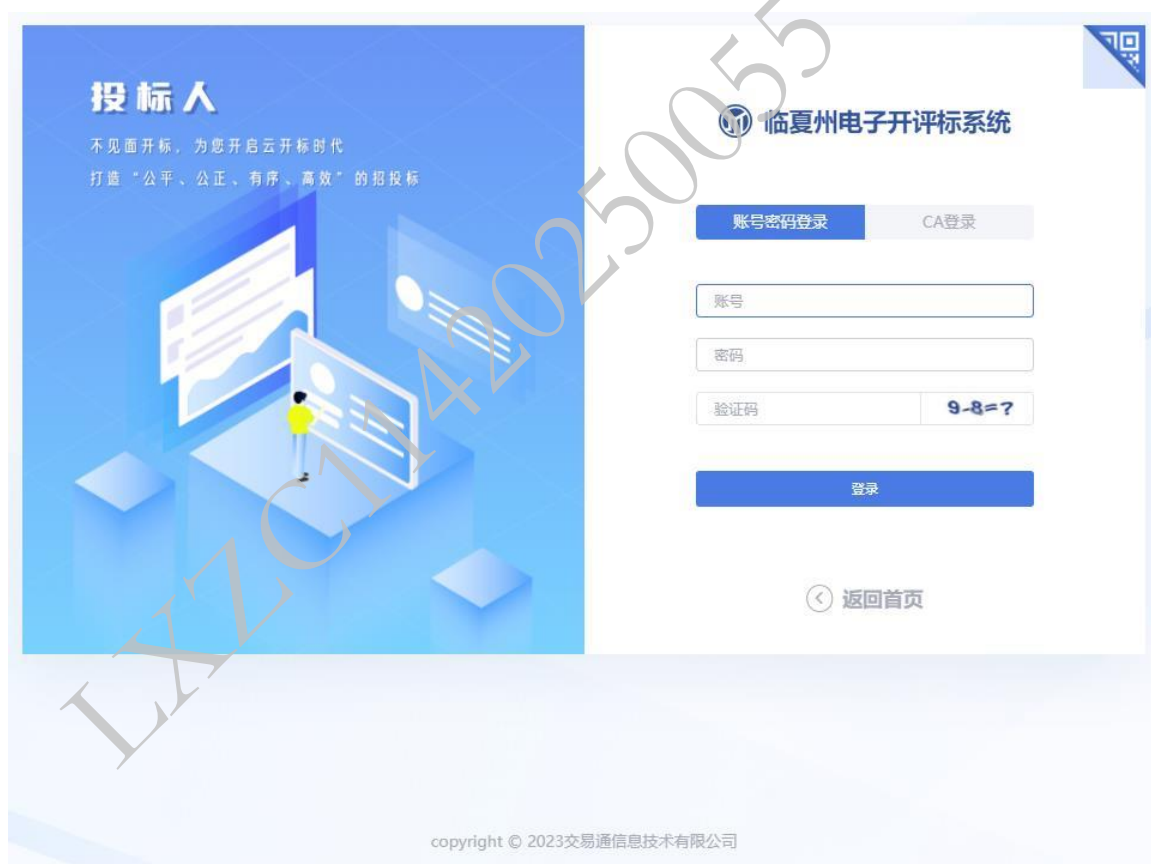 投标人
不见面开标，为您开启云开标时代
打造“公平、公正、有序、高效”的招投标
临夏州电子开评标系统
账号密码登录
CA登录
账号
密码
验证码
9-8=?
登录
返回首页
LXZC11420250055
copyright © 2023交易通信息技术有限公司